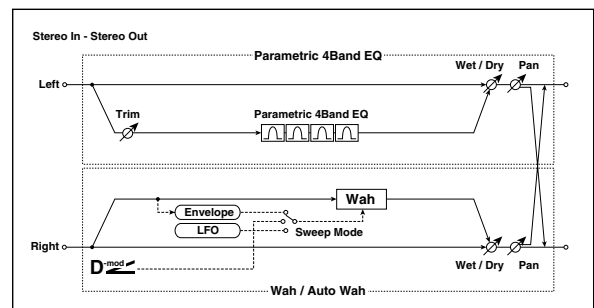 Stereo In - Stereo Out
Parametric 4Band EQ
Wet / Dry
Pan
Left
Trim
Parametric 4Band EQ
Wah
Envelope
LFO
Sweep Mode
Right
D-mod
Wet / Dry
Pan
Wah / Auto Wah